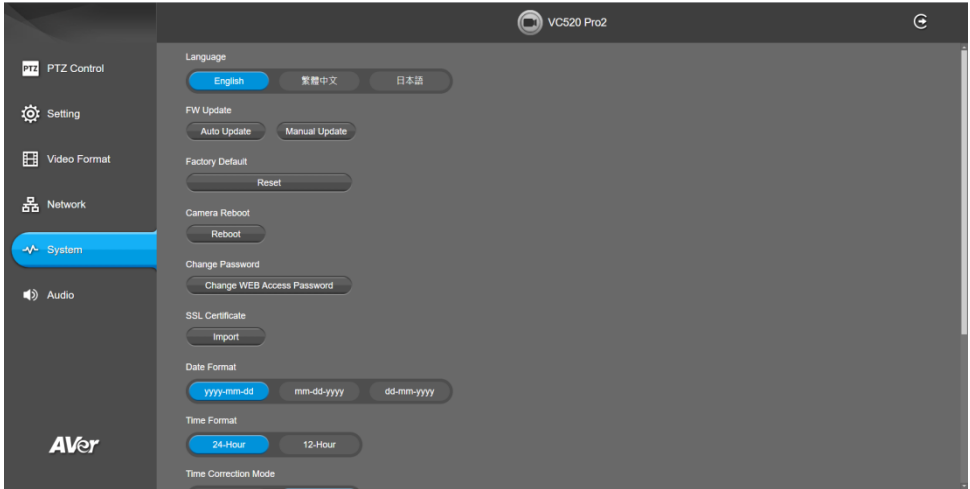 VC520 Pro2
PTZ PTZ Control
Setting
Video Format
Network
System
Audio
AVer
Language
English 繁體中文 日本語
FW Update
Auto Update Manual Update
Factory Default
Reset
Camera Reboot
Reboot
Change Password
Change WEB Access Password
SSL Certificate
Import
Date Format
yyyy-mm-dd mm-dd-yyyy dd-mm-yyyy
Time Format
24-Hour 12-Hour
Time Correction Mode